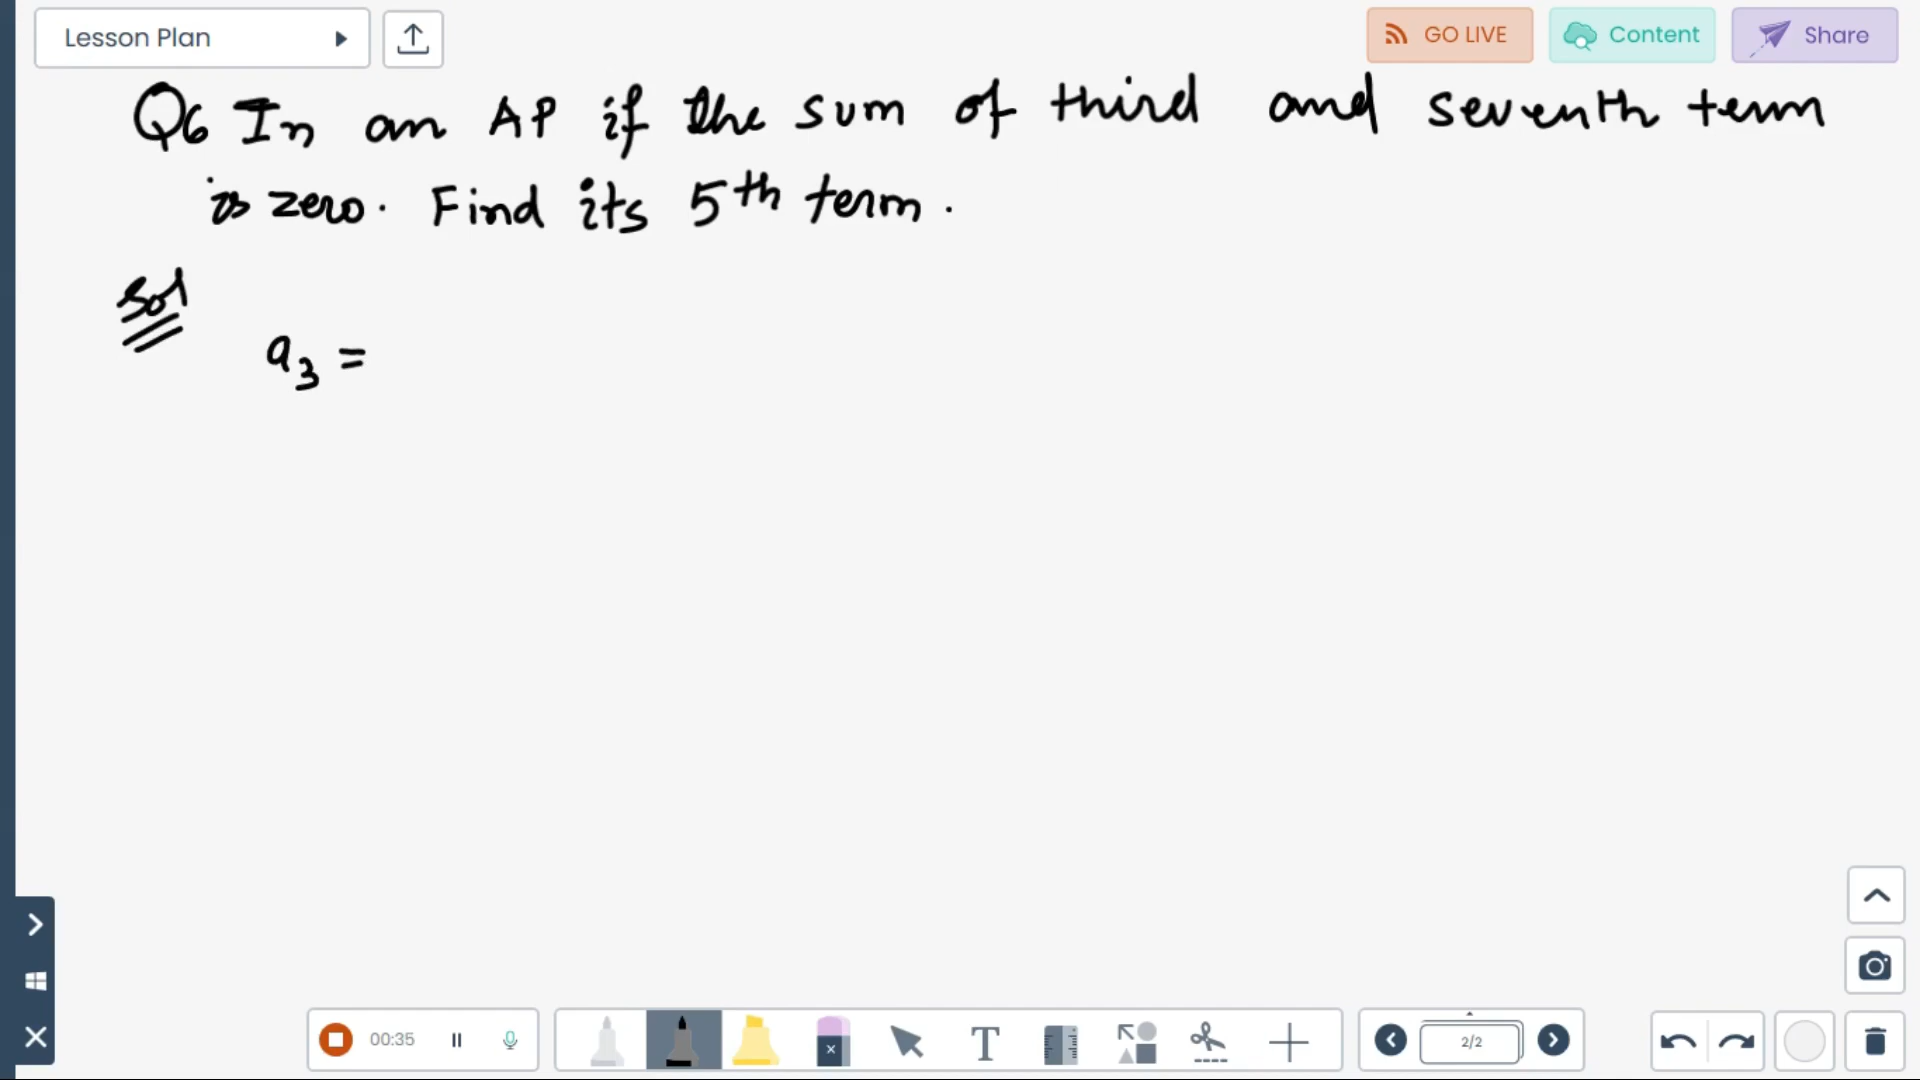 Lesson Plan
GO LIVE
Content
Share
Q6 In an AP if the sum of third and seventh term
is zero. Find its 5th term.
Sol
a3 =
00:35
T
2/2